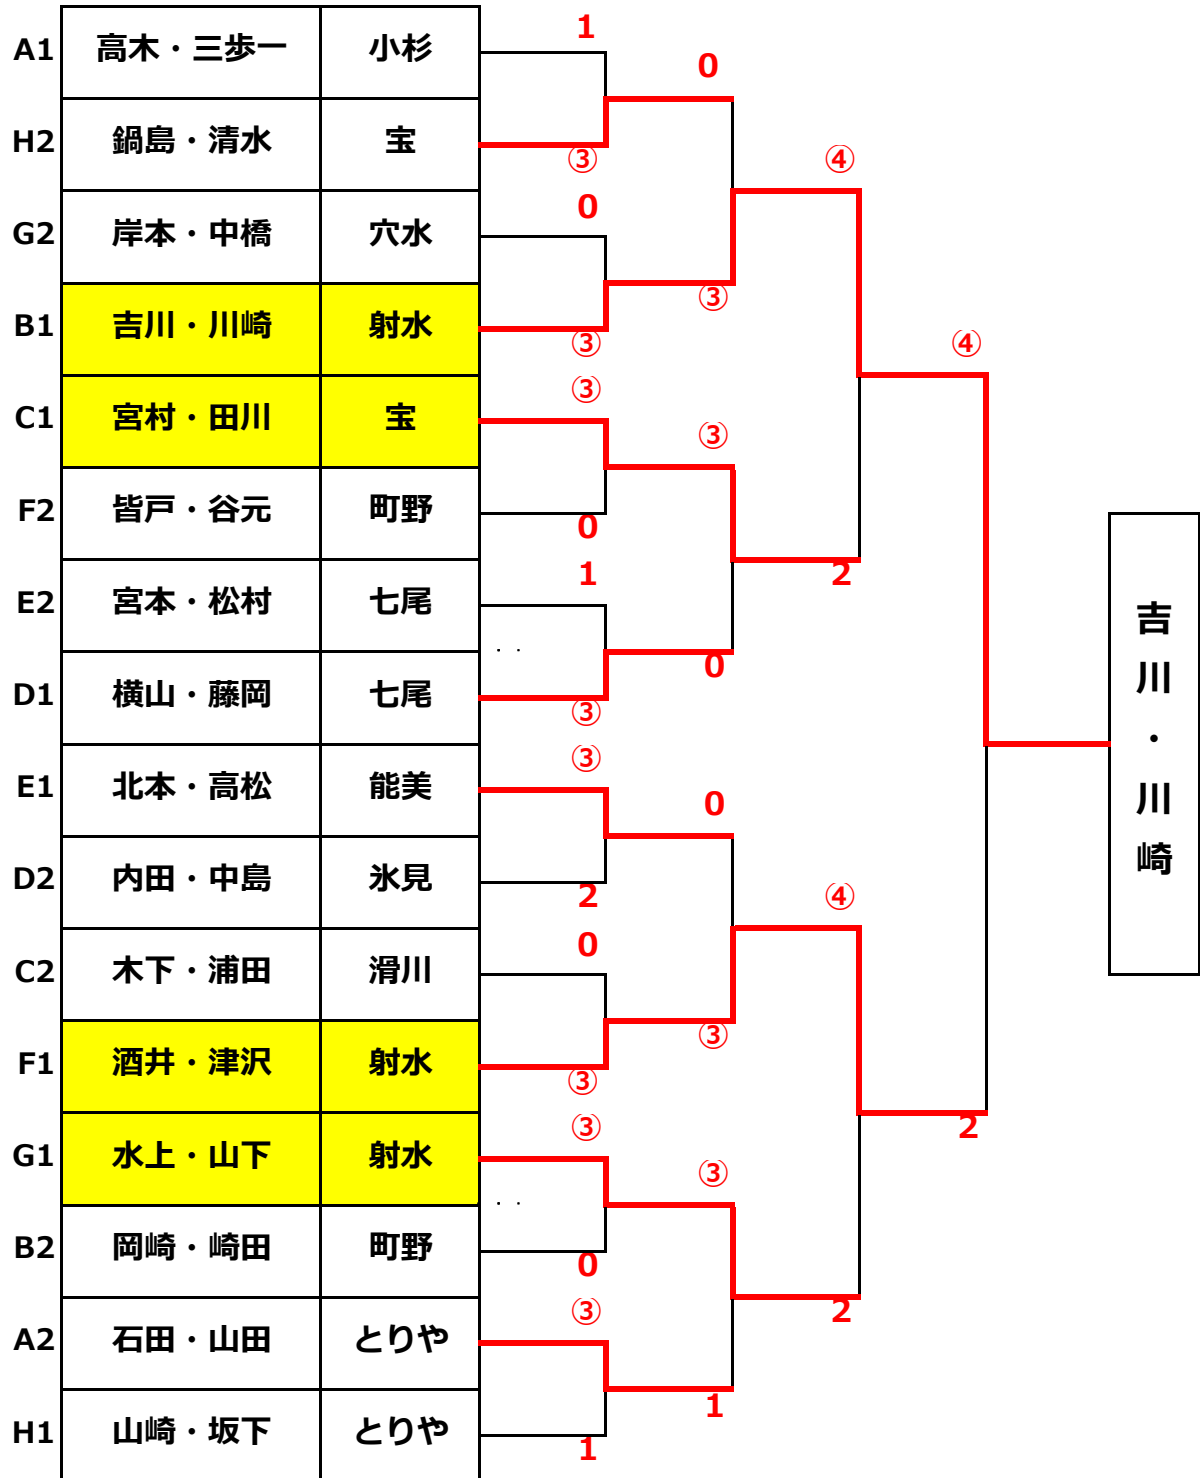 A1 高木・三歩一 小杉 1
0
H2 鍋島・清水 宝 ③
④
G2 岸本・中橋 穴水 0
③
B1 吉川・川崎 射水 ③
④
C1 宮村・田川 宝 ③
③
F2 皆戸・谷元 町野 0
2
E2 宮本・松村 七尾 1
. .
0
D1 横山・藤岡 七尾 ③
吉川・川崎
E1 北本・高松 能美 ③
0
D2 内田・中島 氷見 2
④
C2 木下・浦田 滑川 0
③
F1 酒井・津沢 射水 ③
2
G1 水上・山下 射水 ③
③
. .
B2 岡崎・崎田 町野 0
2
A2 石田・山田 とりや ③
1
H1 山崎・坂下 とりや 1